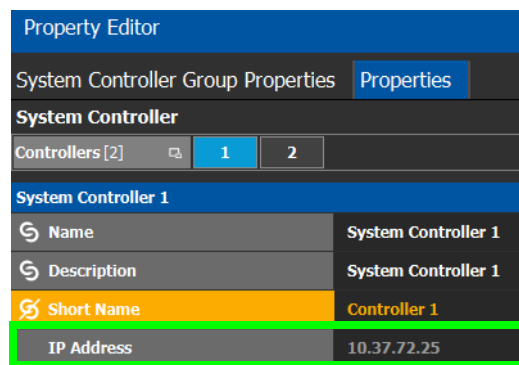 Property Editor
System Controller Group Properties Properties
System Controller
Controllers [2] 1 2
System Controller 1
Name System Controller 1
Description System Controller 1
Short Name Controller 1
IP Address 10.37.72.25